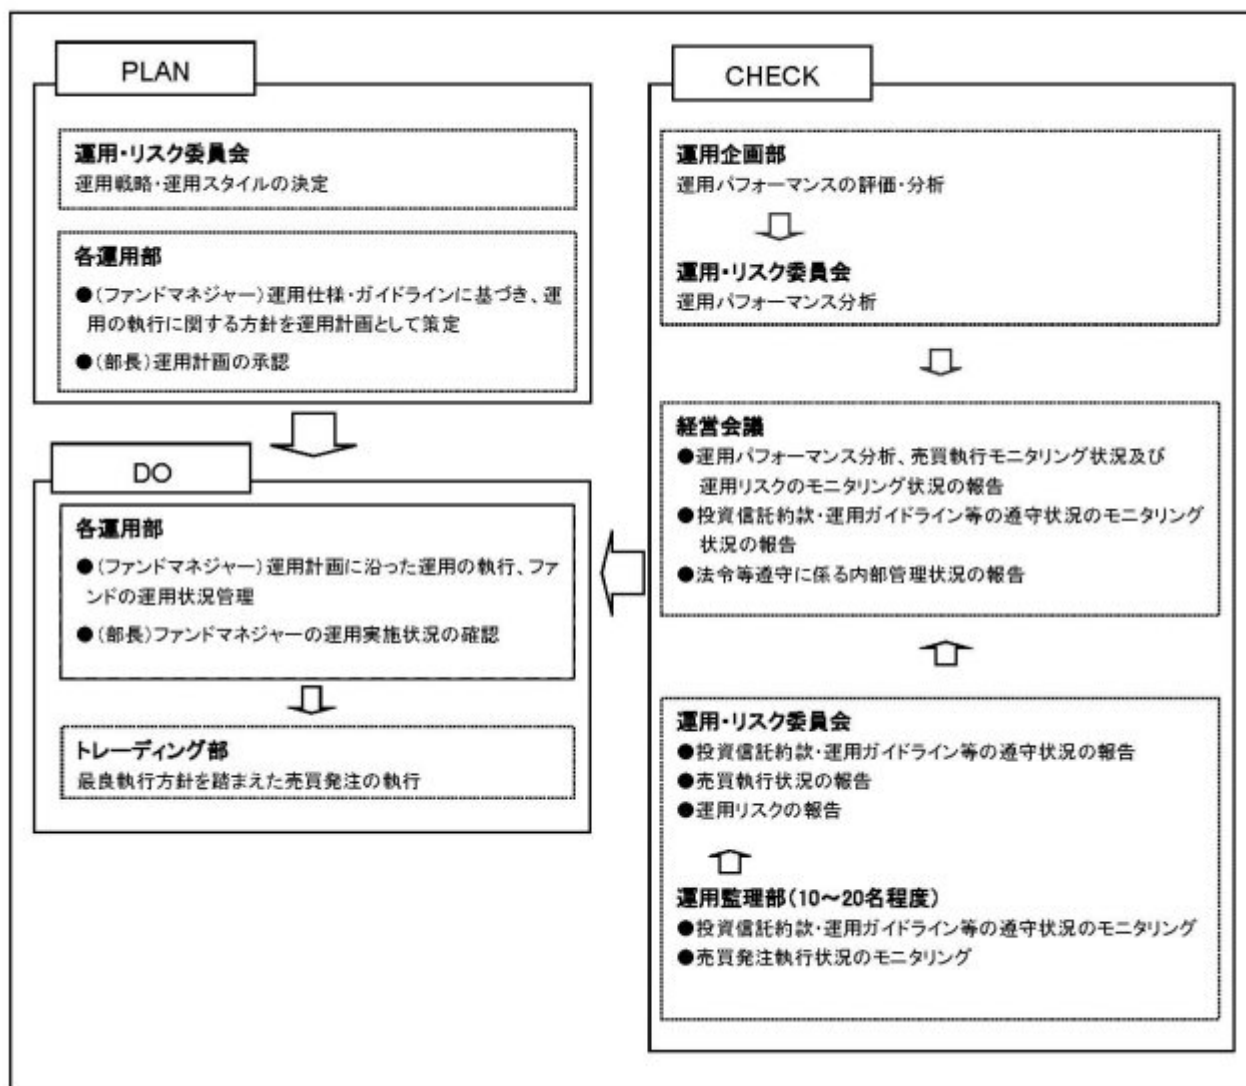 PLAN
運用・リスク委員会
運用戦略・運用スタイルの決定
各運用部
●(ファンドマネジャー)運用仕様・ガイドラインに基づき、運
用の執行に関する方針を運用計画として策定
●(部長)運用計画の承認
DO
各運用部
●(ファンドマネジャー)運用計画に沿った運用の執行、ファ
ンドの運用状況管理
●(部長)ファンドマネジャーの運用実施状況の確認
トレーディング部
最良執行方針を踏まえた売買発注の執行
CHECK
運用企画部
運用パフォーマンスの評価・分析
運用・リスク委員会
運用パフォーマンス分析
経営会議
●運用パフォーマンス分析、売買執行モニタリング状況及び
運用リスクのモニタリング状況の報告
●投資信託約款・運用ガイドライン等の遵守状況のモニタリング
状況の報告
●法令等遵守に係る内部管理状況の報告
運用・リスク委員会
●投資信託約款・運用ガイドライン等の遵守状況の報告
●売買執行状況の報告
●運用リスクの報告
運用監理部(10～20名程度)
●投資信託約款・運用ガイドライン等の遵守状況のモニタリング
●売買発注執行状況のモニタリング